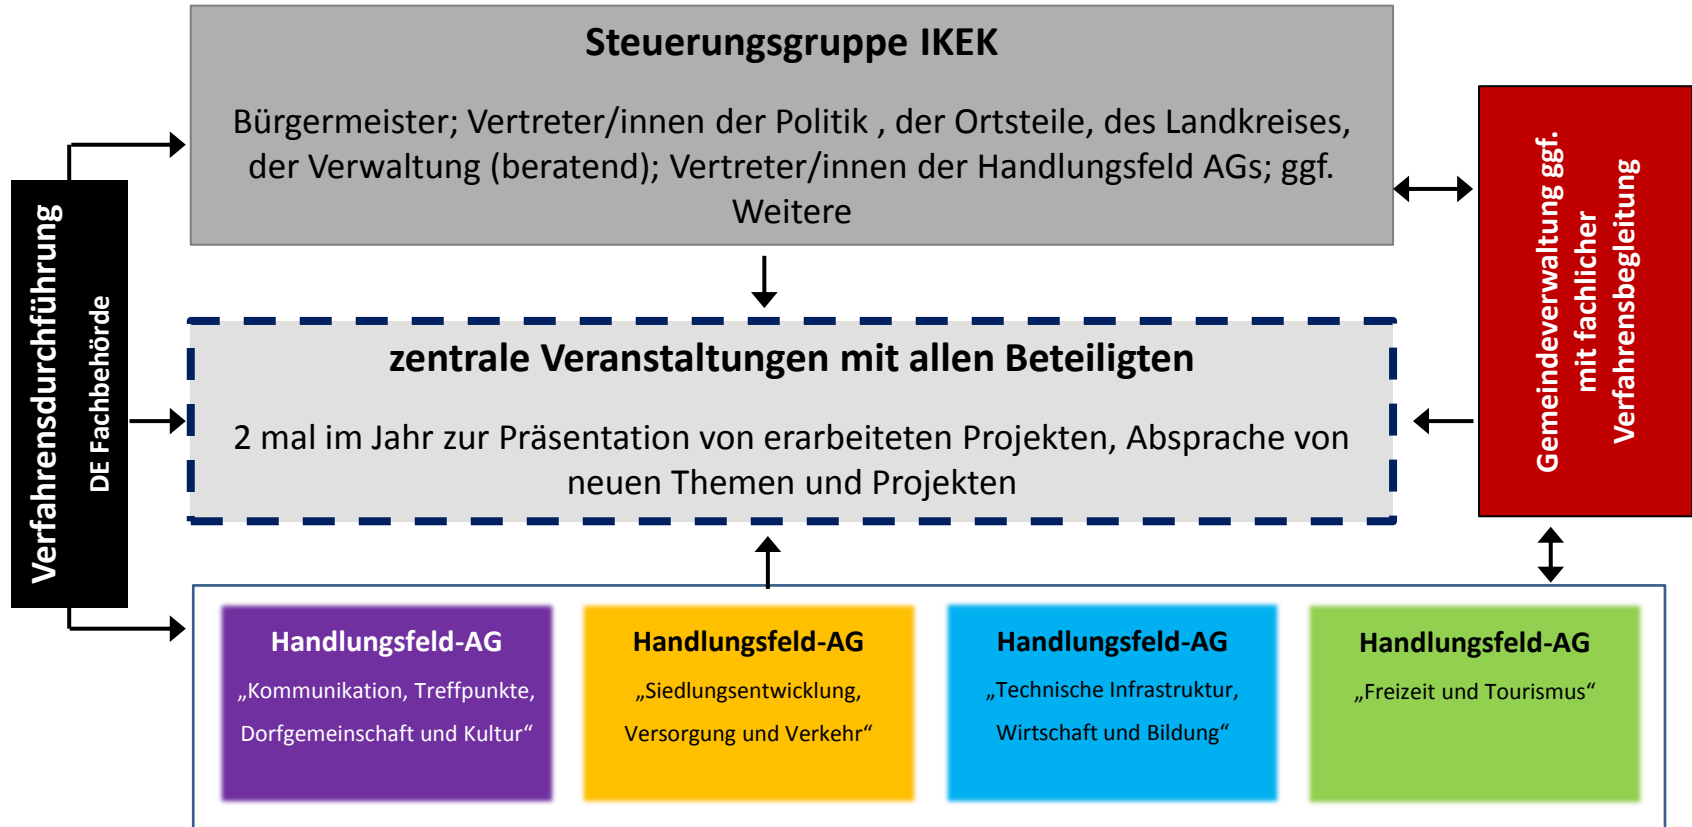 Steuerungsgruppe IKEK
Bürgermeister; Vertreter/innen der Politik , der Ortsteile, des Landkreises,
der Verwaltung (beratend); Vertreter/innen der Handlungsfeld AGs; ggf.
Weitere
Verfahrensdurchführung
DE Fachbehörde
zentrale Veranstaltungen mit allen Beteiligten
2 mal im Jahr zur Präsentation von erarbeiteten Projekten, Absprache von
neuen Themen und Projekten
Gemeindeverwaltung ggf.
mit fachlicher
Verfahrensbegleitung
Handlungsfeld-AG
„Kommunikation, Treffpunkte,
Dorfgemeinschaft und Kultur“
Handlungsfeld-AG
„Siedlungsentwicklung,
Versorgung und Verkehr“
Handlungsfeld-AG
„Technische Infrastruktur,
Wirtschaft und Bildung“
Handlungsfeld-AG
„Freizeit und Tourismus“